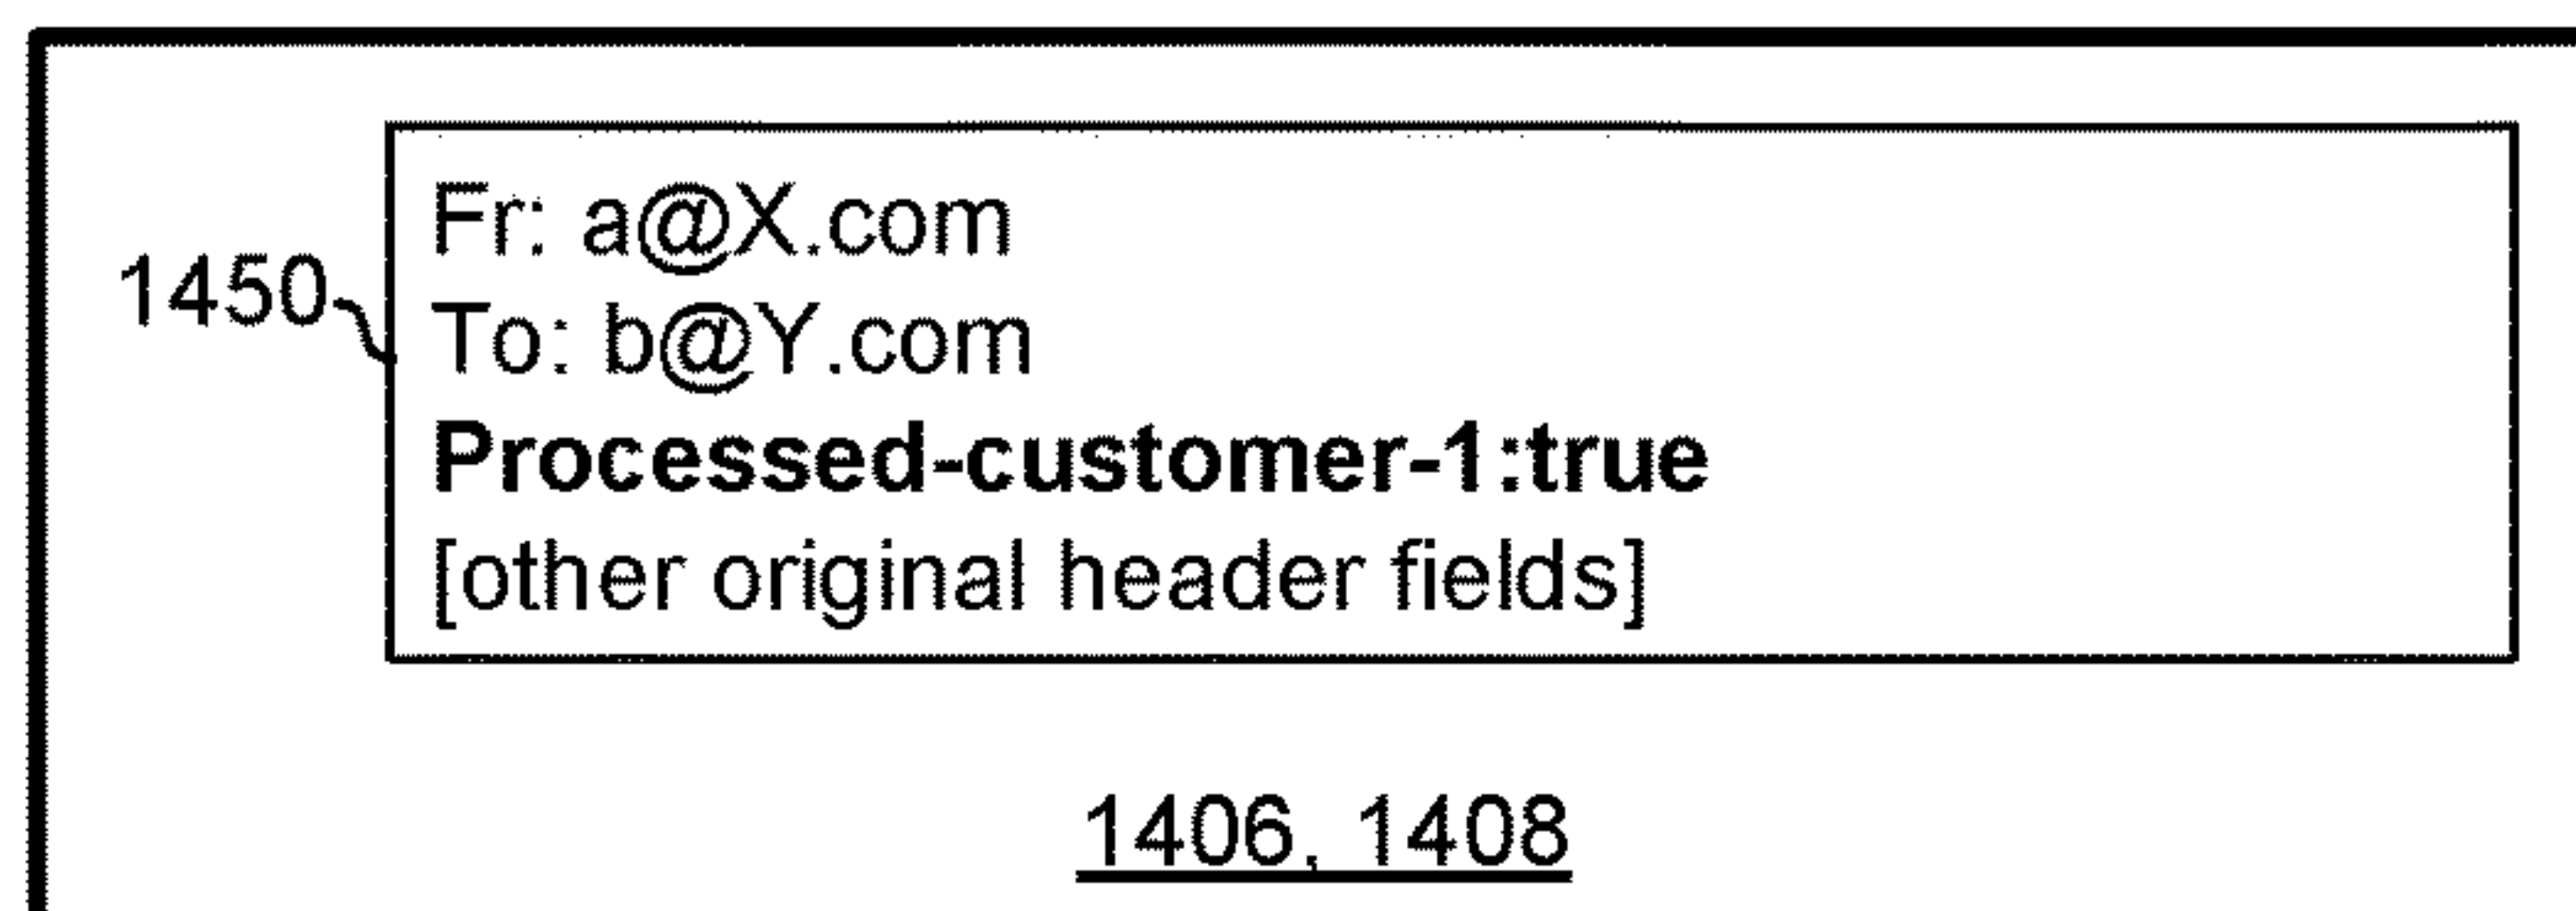 Fr: a@X.com
1450
To: b@Y.com
Processed-customer-1:true
[other original header fields]
1406, 1408